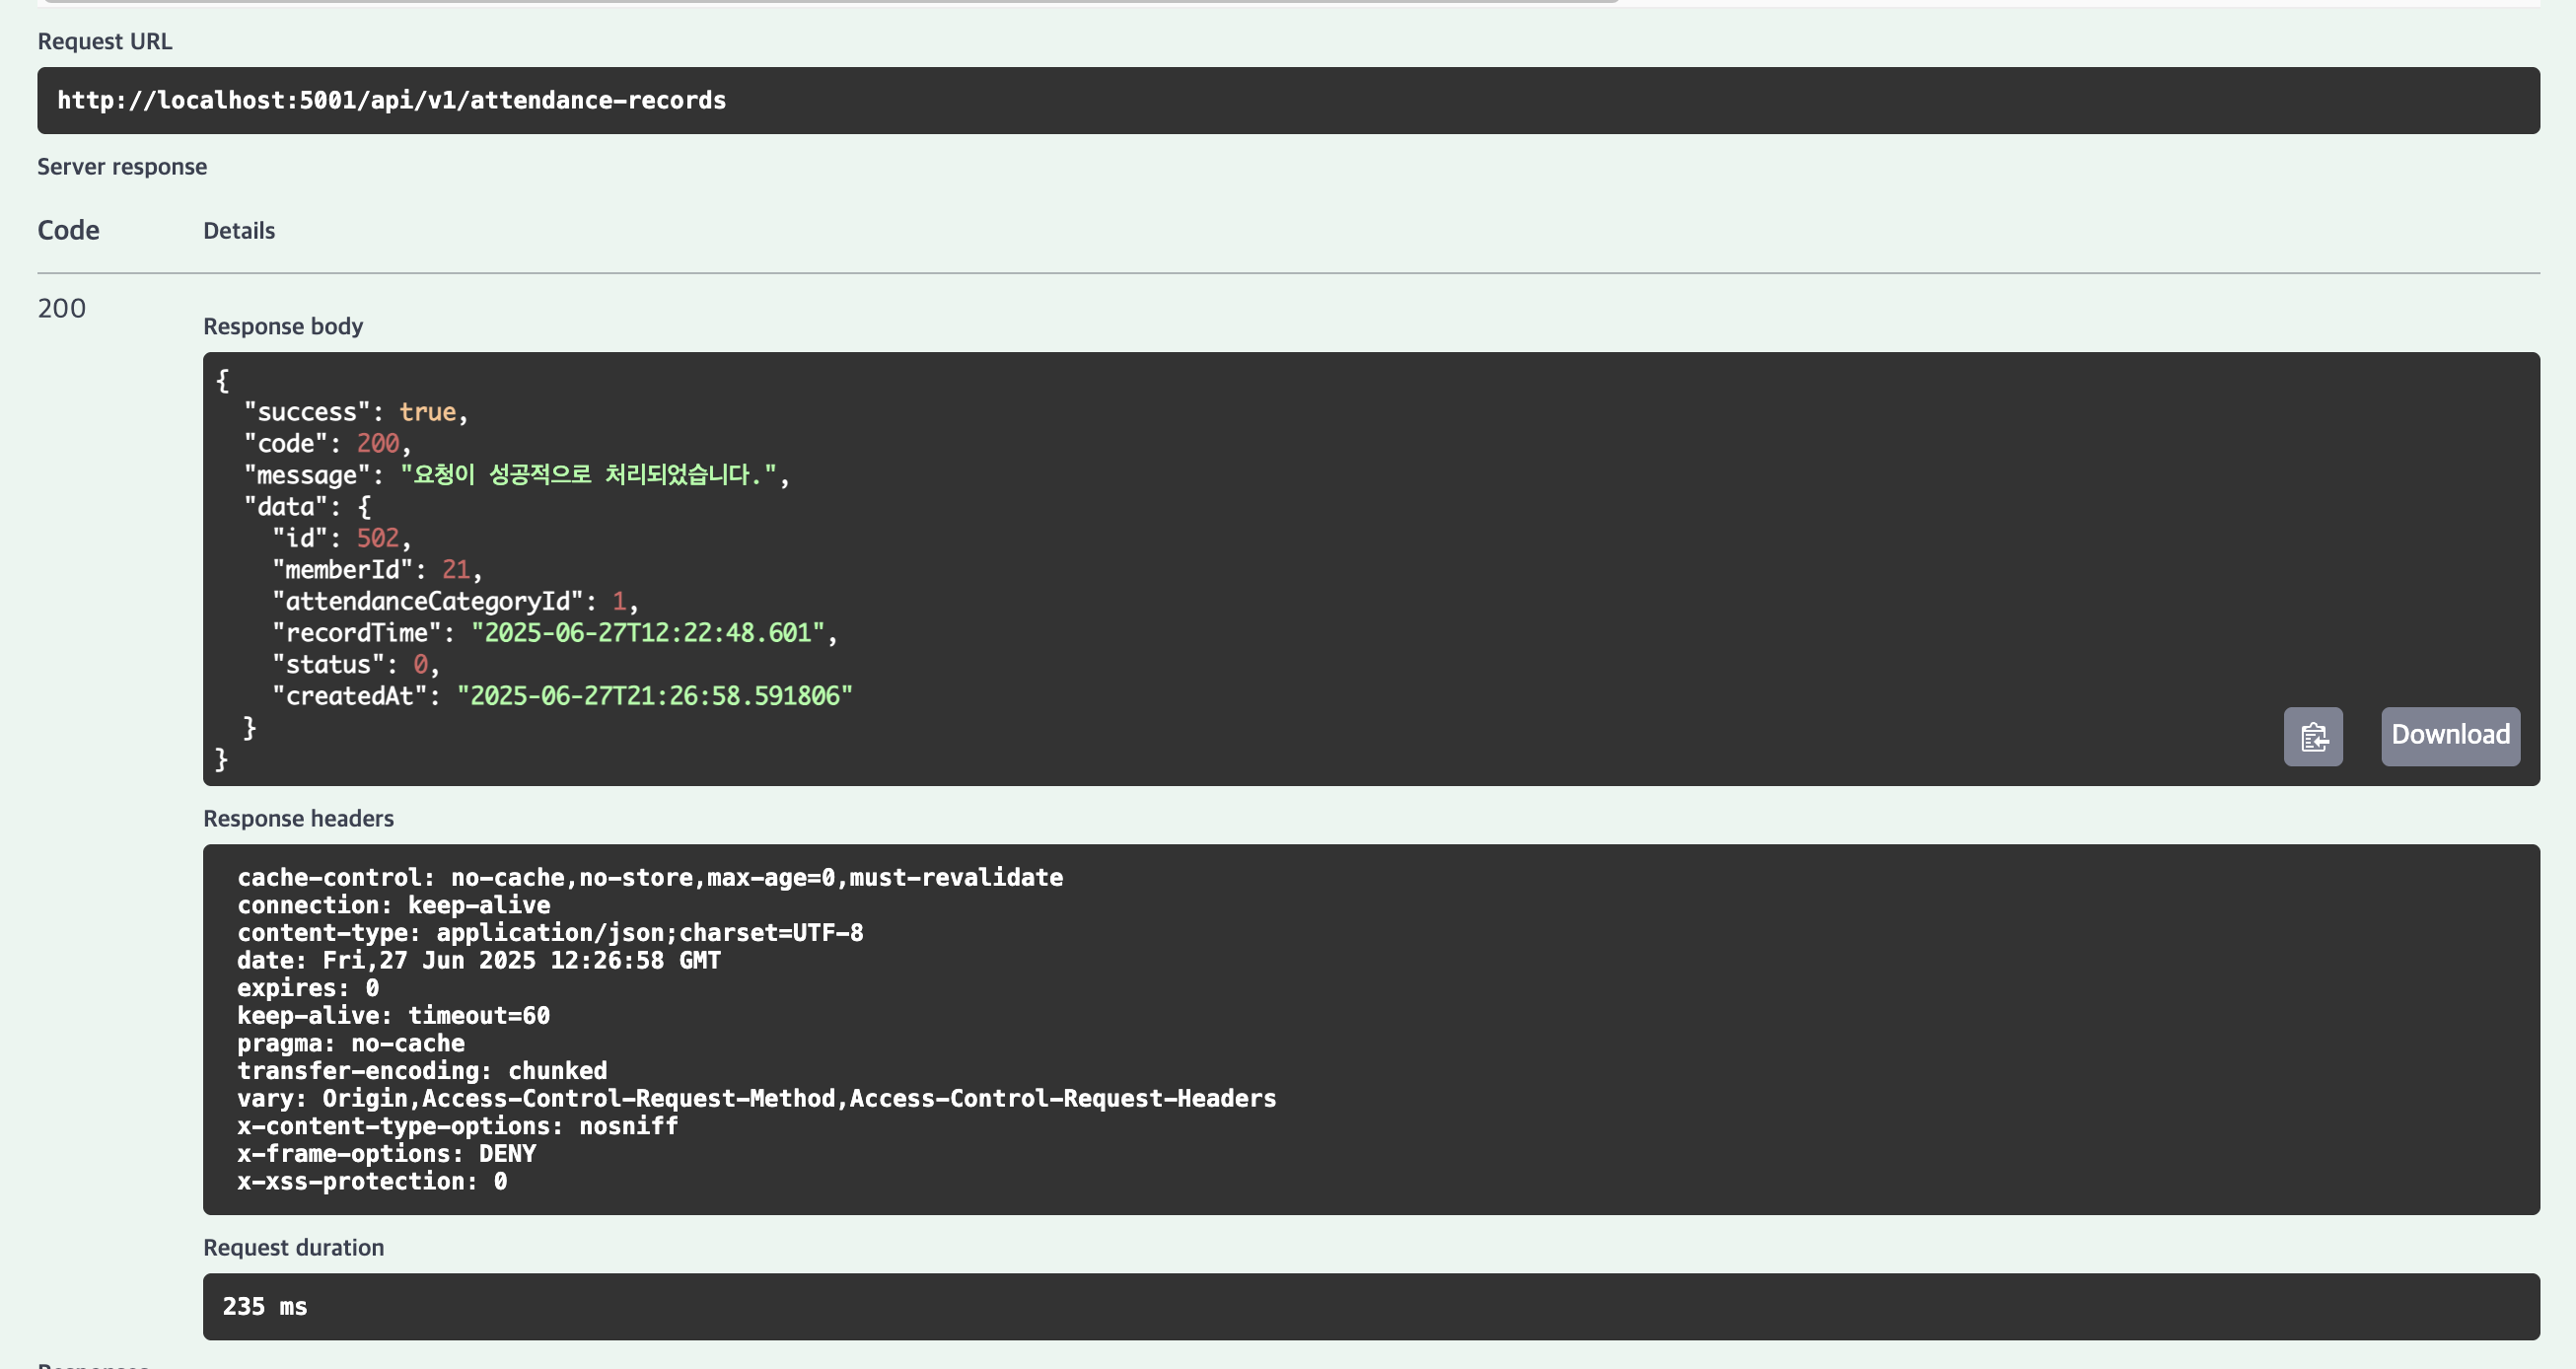 Request URL
http://localhost:5001/api/v1/attendance-records
Server response
Code Details
200
Response body
{
  "success": true,
  "code": 200,
  "message": "요청이 성공적으로 처리되었습니다.",
  "data": {
    "id": 502,
    "memberId": 21,
    "attendanceCategoryId": 1,
    "recordTime": "2025-06-27T12:22:48.601",
    "status": 0,
    "createdAt": "2025-06-27T21:26:58.591806"
  }
}
Download
Response headers
cache-control: no-cache,no-store,max-age=0,must-revalidate
connection: keep-alive
content-type: application/json;charset=UTF-8
date: Fri,27 Jun 2025 12:26:58 GMT
expires: 0
keep-alive: timeout=60
pragma: no-cache
transfer-encoding: chunked
vary: Origin,Access-Control-Request-Method,Access-Control-Request-Headers
x-content-type-options: nosniff
x-frame-options: DENY
x-xss-protection: 0
Request duration
235 ms